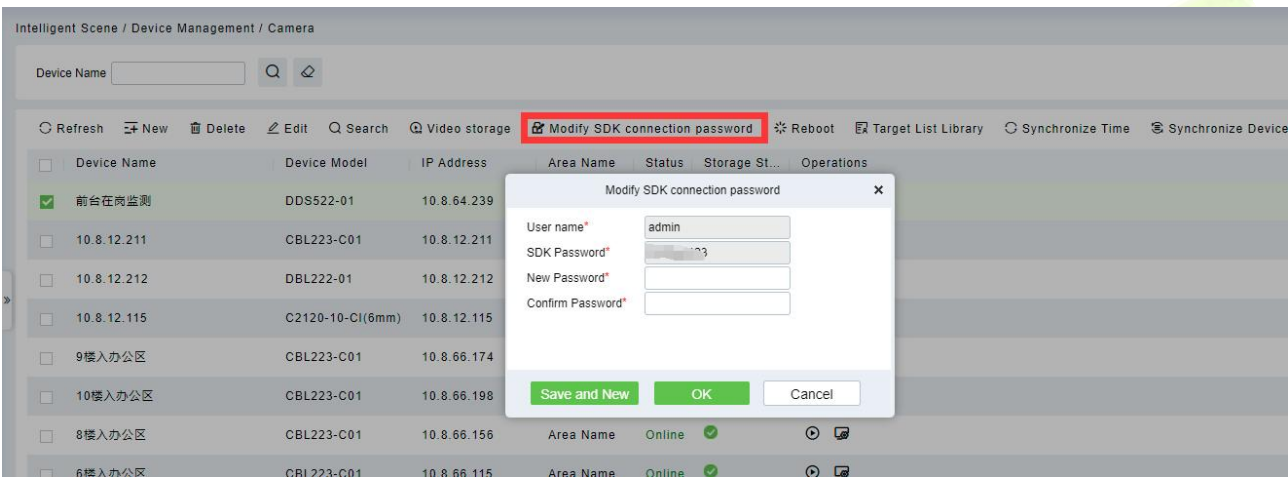 Intelligent Scene / Device Management / Camera
Device Name
Refresh New Delete Edit Search Video storage Modify SDK connection password Reboot Target List Library Synchronize Time Synchronize Device
Device Name Device Model IP Address Area Name Status Storage St... Operations
Modify SDK connection password
前台在岗监测 DDS522-01 10.8.64.239
User name* admin
10.8.12.211 CBL223-C01 10.8.12.211
SDK Password*
10.8.12.212 DBL222-01 10.8.12.212
New Password*
Confirm Password*
10.8.12.115 C2120-10-CI(6mm) 10.8.12.115
9楼入办公区 CBL223-C01 10.8.66.174
10楼入办公区 CBL223-C01 10.8.66.198
Save and New OK Cancel
8楼入办公区 CBL223-C01 10.8.66.156 Area Name Online
6楼入办公区 CBL223-C01 10.8.66.115 Area Name Online